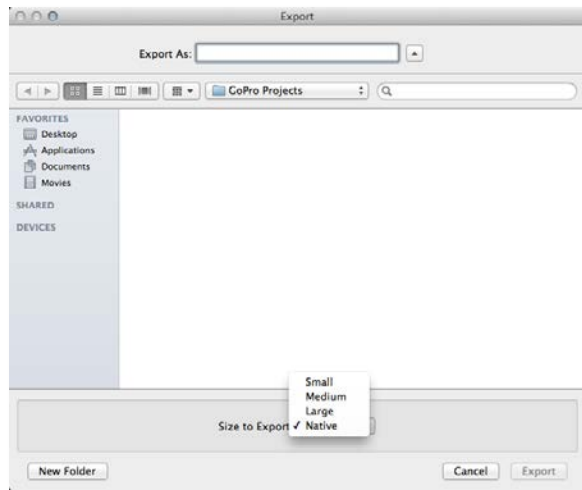 Export
Export As:
GoPro Projects
FAVORITES
Desktop
Applications
Documents
Movies
SHARED
DEVICES
Small
Medium
Large
Size to Export ✓ Native
New Folder
Cancel
Export